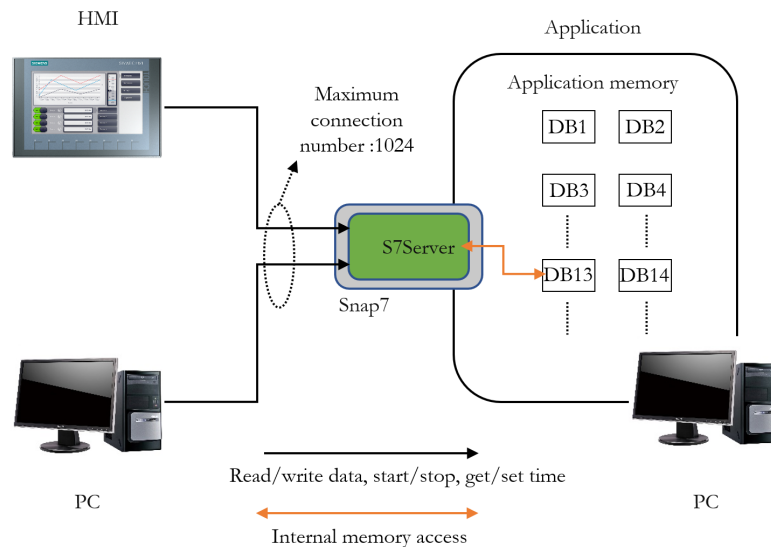 HMI
Application
SIEMENS
Maximum
connection
number :1024
Application memory
DB1
DB2
DB3
DB4
S7Server
DB13
DB14
Snap7
Read/write data, start/stop, get/set time
PC
PC
Internal memory access